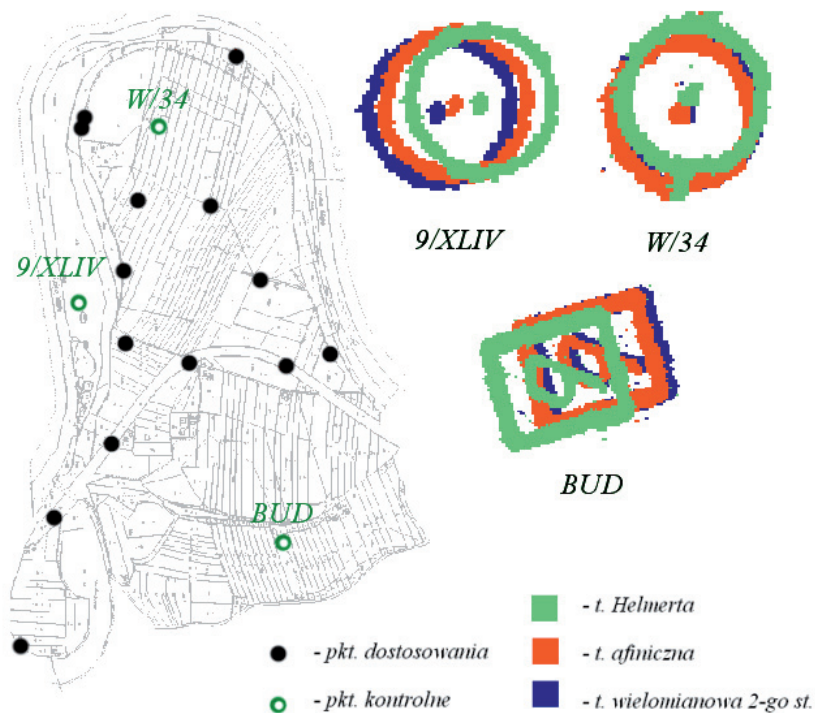 W/34
9/XLIV
BUD
9/XLIV
W/34
BUD
- pkt. dostosowania
- pkt. kontrolne
- t. Helmerta
- t. afiniczna
- t. wielomianowa 2-go st.